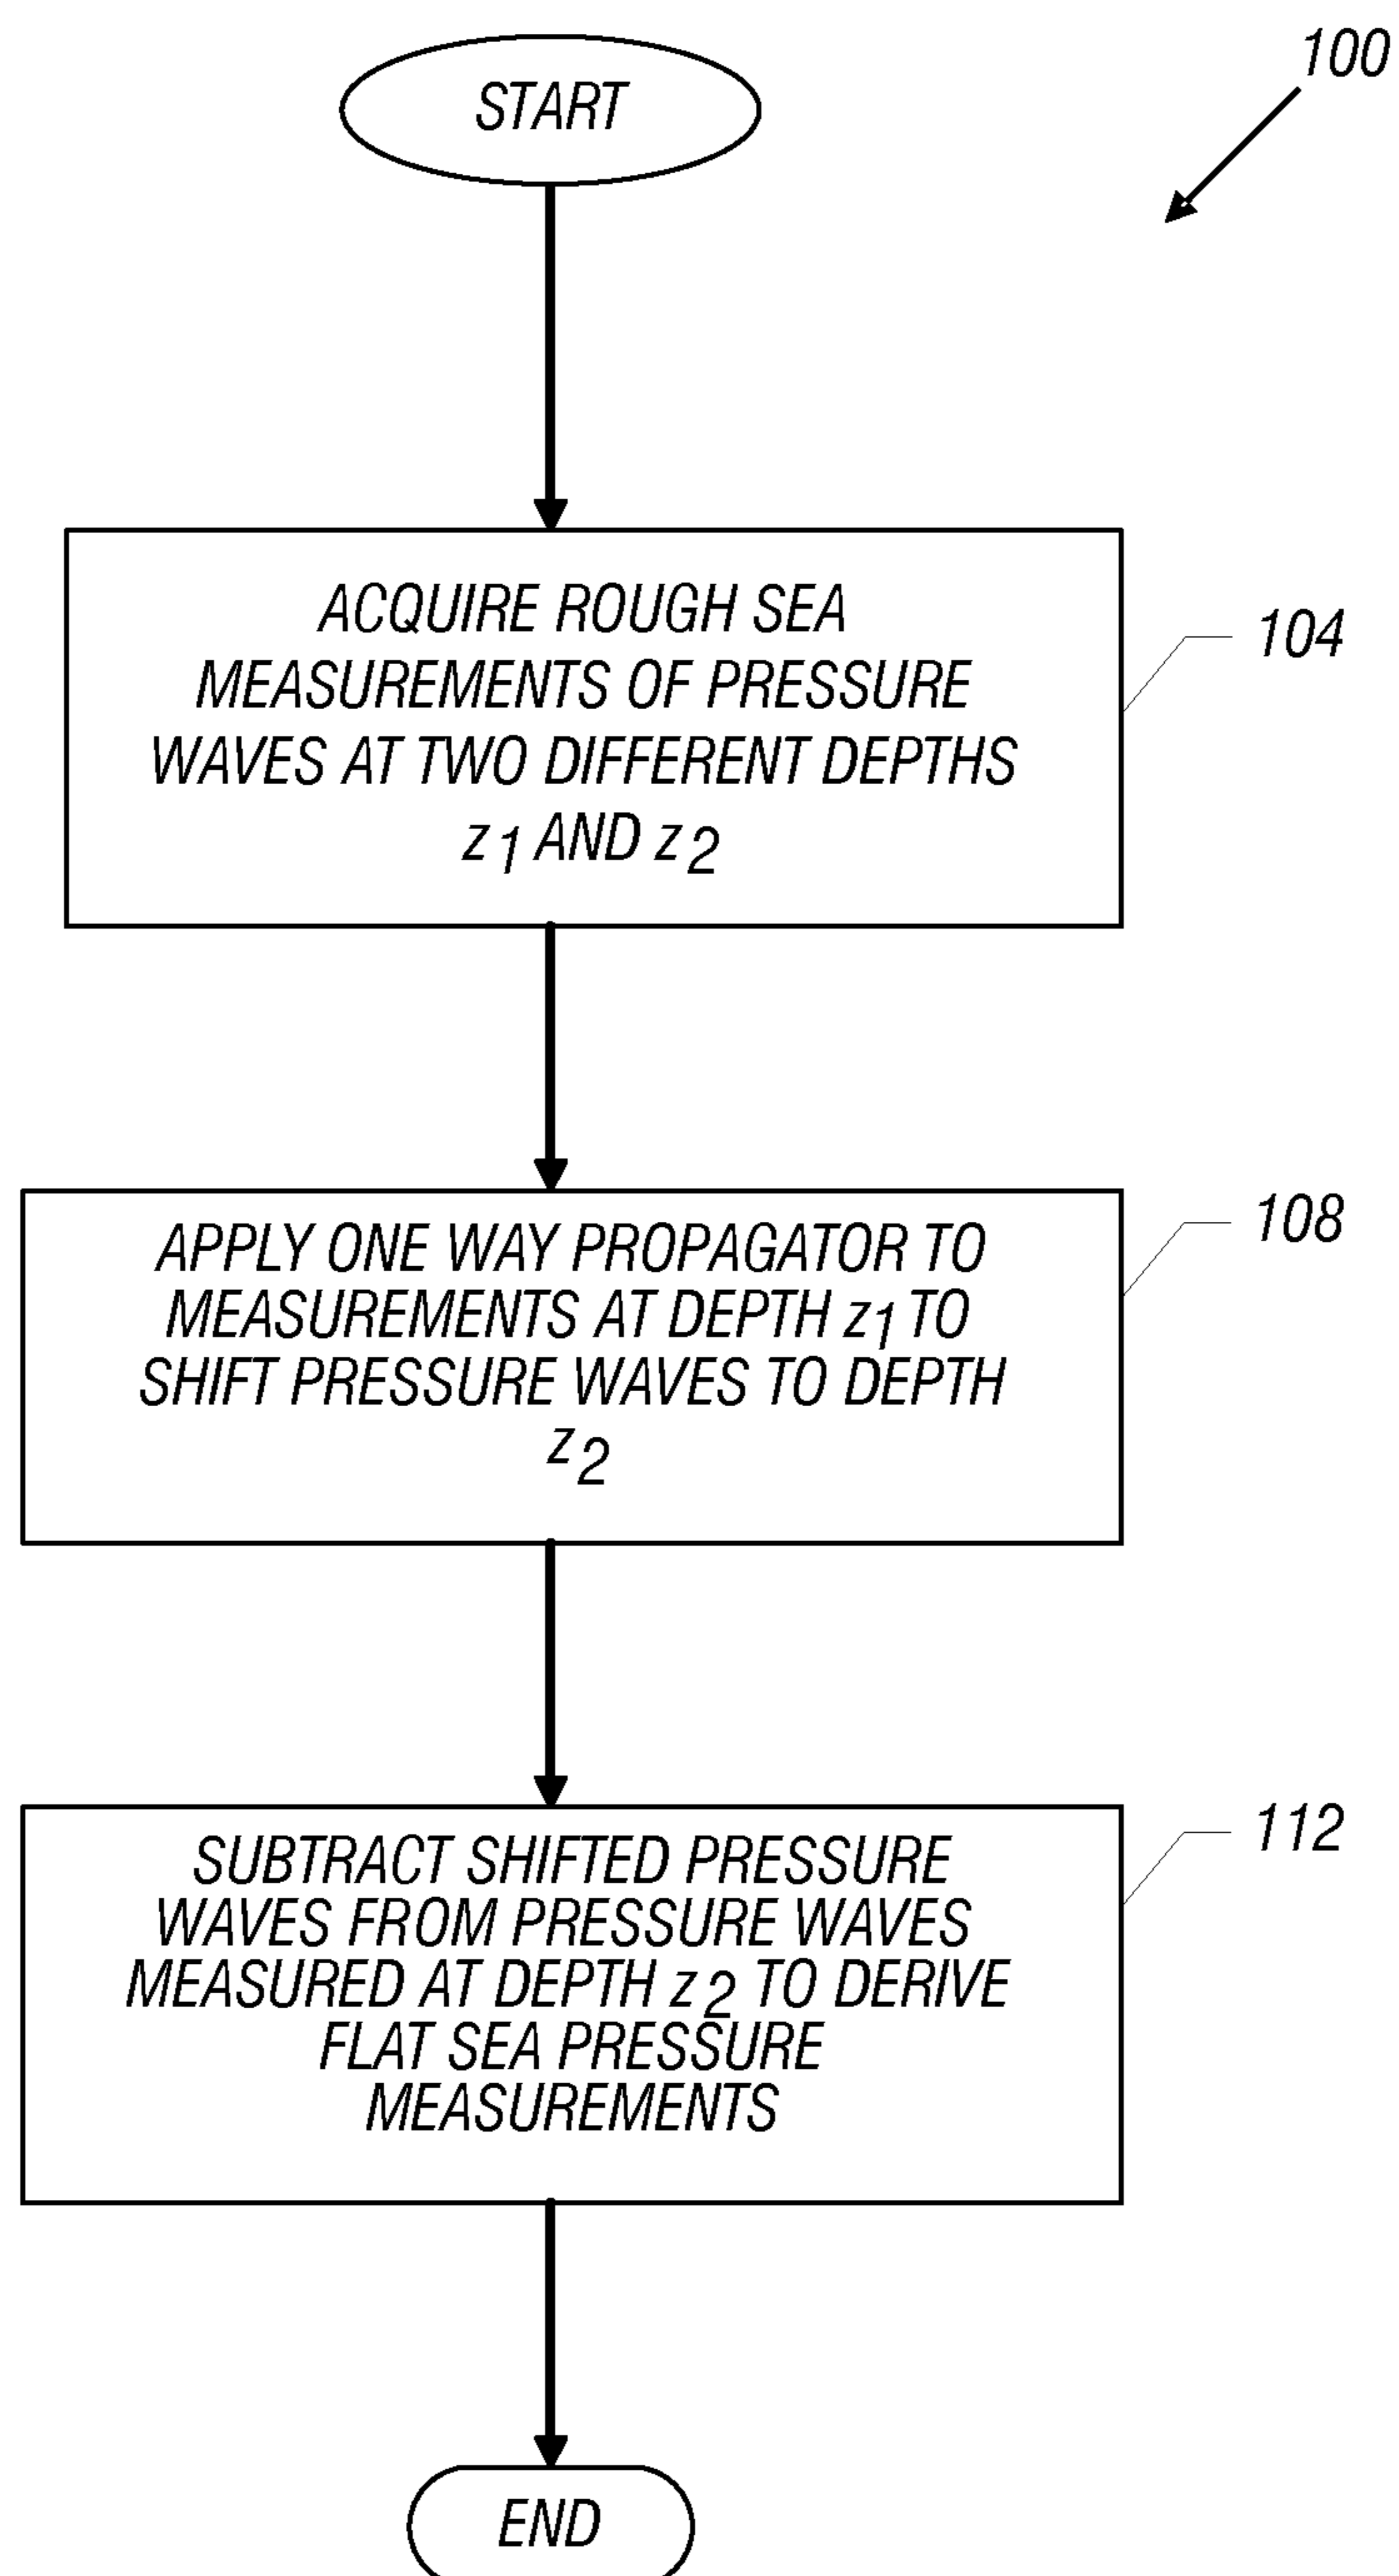 100
START
ACQUIRE ROUGH SEA
MEASUREMENTS OF PRESSURE
WAVES AT TWO DIFFERENT DEPTHS
z1 AND z2
104
APPLY ONE WAY PROPAGATOR TO
MEASUREMENTS AT DEPTH z1 TO
SHIFT PRESSURE WAVES TO DEPTH
z2
108
SUBTRACT SHIFTED PRESSURE
WAVES FROM PRESSURE WAVES
MEASURED AT DEPTH z2 TO DERIVE
FLAT SEA PRESSURE
MEASUREMENTS
112
END